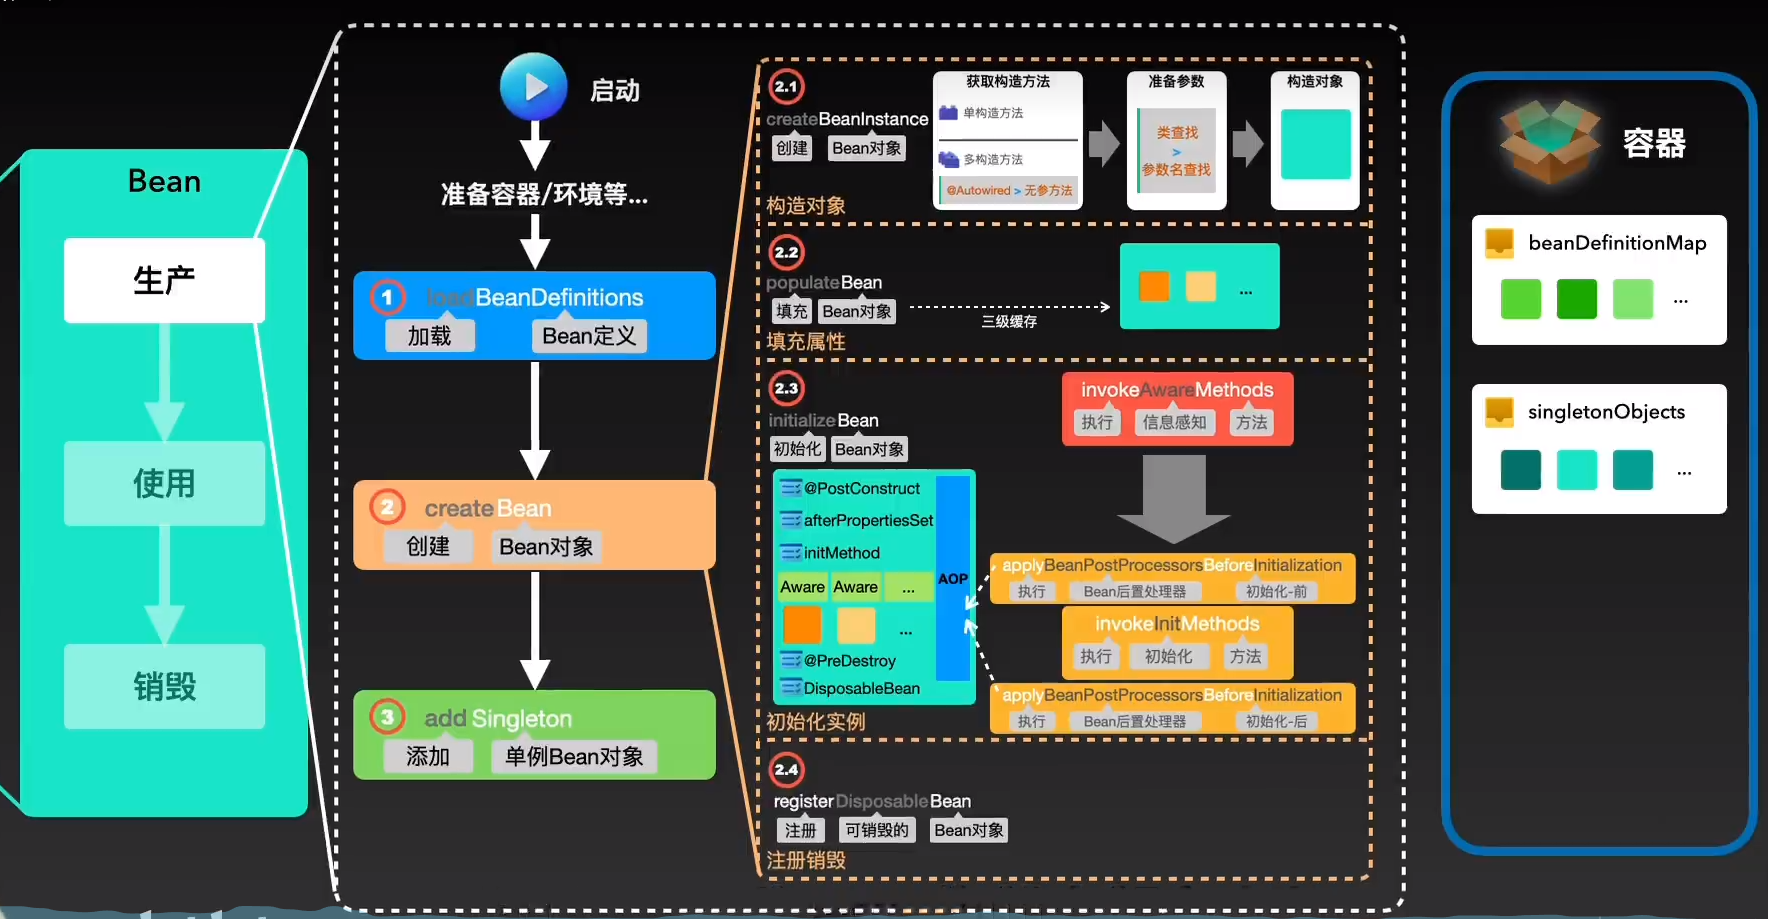 Bean
生产
使用
销毁
启动
准备容器/环境等...
1
loadBeanDefinitions
加载
Bean定义
2
createBean
创建
Bean对象
3
addSingleton
添加
单例Bean对象
2.1
createBeanInstance
创建
Bean对象
构造对象
获取构造方法
单构造方法
多构造方法
@Autowired > 无参方法
准备参数
类查找
>
参数名查找
构造对象
2.2
populateBean
填充
Bean对象
填充属性
三级缓存
...
2.3
initializeBean
初始化
Bean对象
@PostConstruct
afterPropertiesSet
initMethod
Aware
Aware
...
...
@PreDestroy
DisposableBean
AOP
初始化实例
invokeAwareMethods
执行
信息感知
方法
applyBeanPostProcessorsBeforeInitialization
执行
Bean后置处理器
初始化-前
invokeInitMethods
执行
初始化
方法
applyBeanPostProcessorsBeforeInitialization
执行
Bean后置处理器
初始化-后
2.4
registerDisposableBean
注册
可销毁的
Bean对象
注册销毁
容器
beanDefinitionMap
...
singletonObjects
...